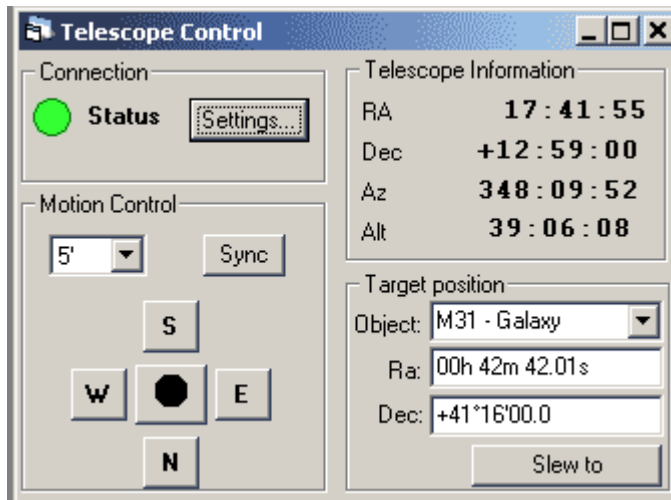 Telescope Control
Connection
Status Settings...
Motion Control
5' Sync
S
W E
N
Telescope Information
RA 17:41:55
Dec +12:59:00
Az 348:09:52
Alt 39:06:08
Target position
Object: M31 - Galaxy
Ra: 00h 42m 42.01s
Dec: +41°16'00.0
Slew to